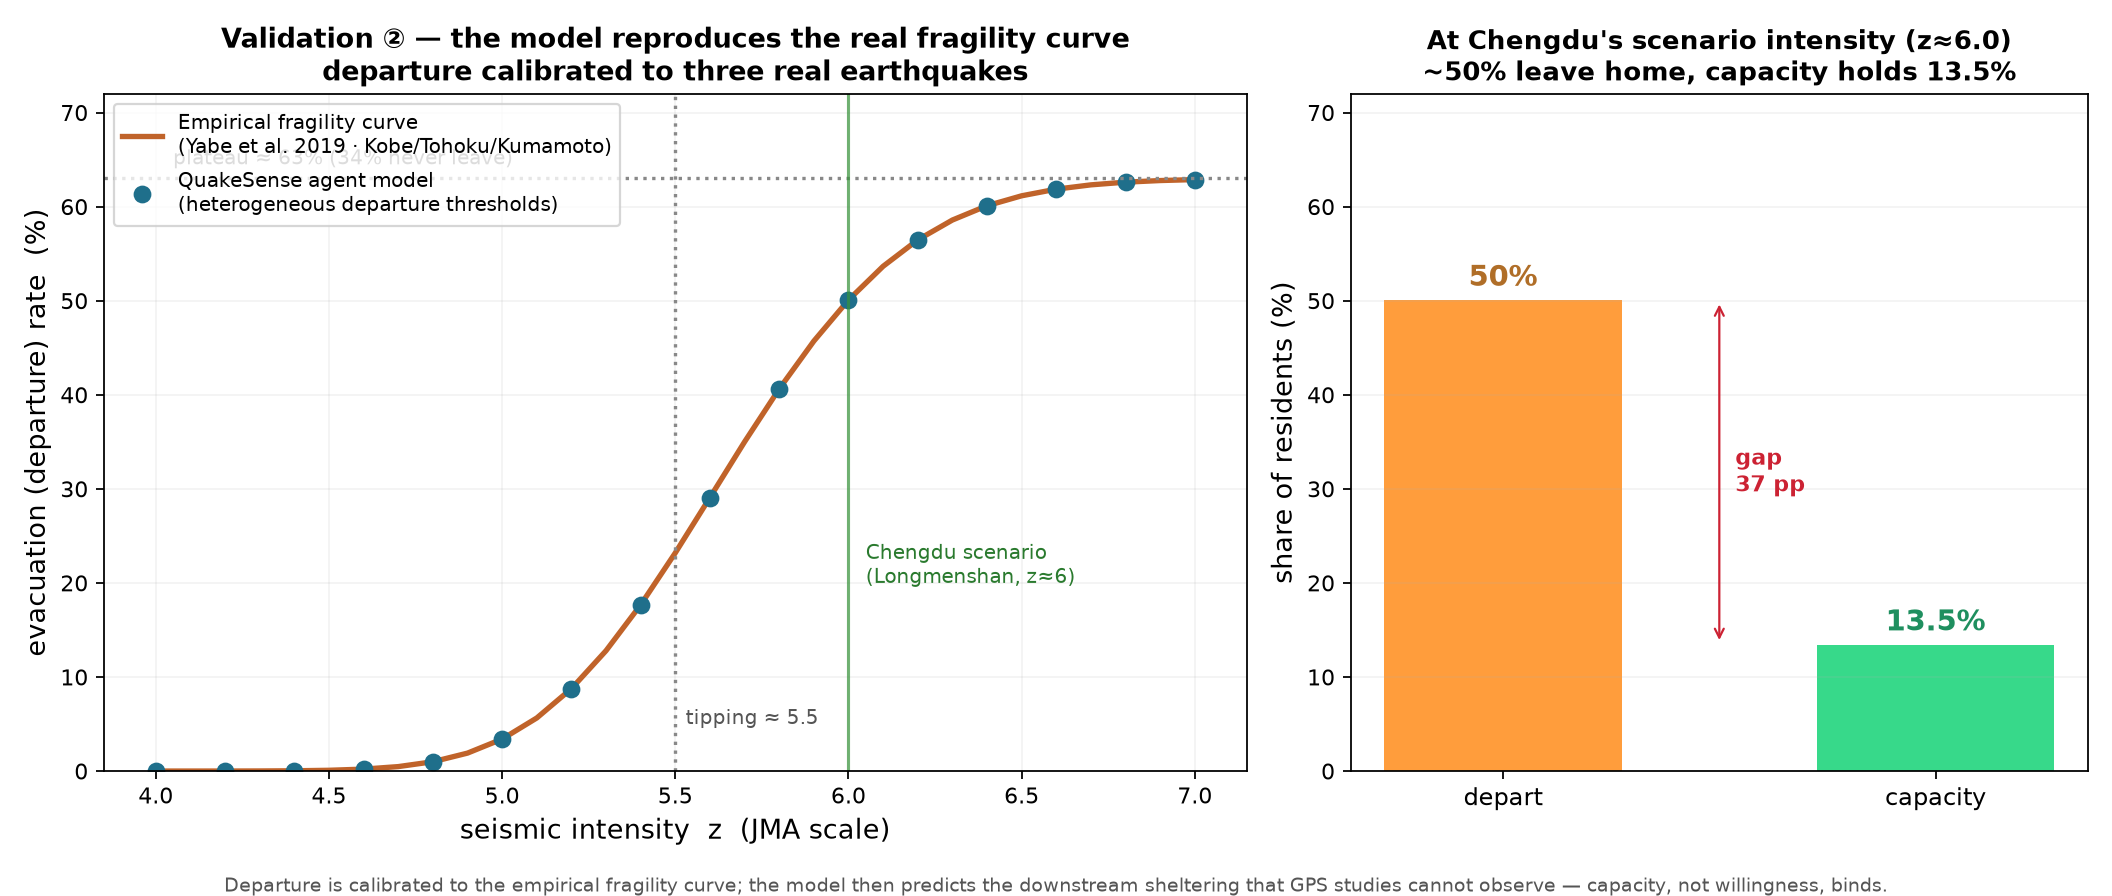 Validation ② — the model reproduces the real fragility curve
departure calibrated to three real earthquakes
Empirical fragility curve
(Yabe et al. 2019 · Kobe/Tohoku/Kumamoto)
plateau ≈ 63% (34% never leave)
QuakeSense agent model
(heterogeneous departure thresholds)
evacuation (departure) rate (%)
70
60
50
40
30
20
10
0
Chengdu scenario
(Longmenshan, z≈6)
tipping ≈ 5.5
4.0 4.5 5.0 5.5 6.0 6.5 7.0
seismic intensity z (JMA scale)
At Chengdu's scenario intensity (z≈6.0)
~50% leave home, capacity holds 13.5%
share of residents (%)
70
60
50
40
30
20
10
0
50%
gap
37 pp
13.5%
depart capacity
Departure is calibrated to the empirical fragility curve; the model then predicts the downstream sheltering that GPS studies cannot observe — capacity, not willingness, binds.